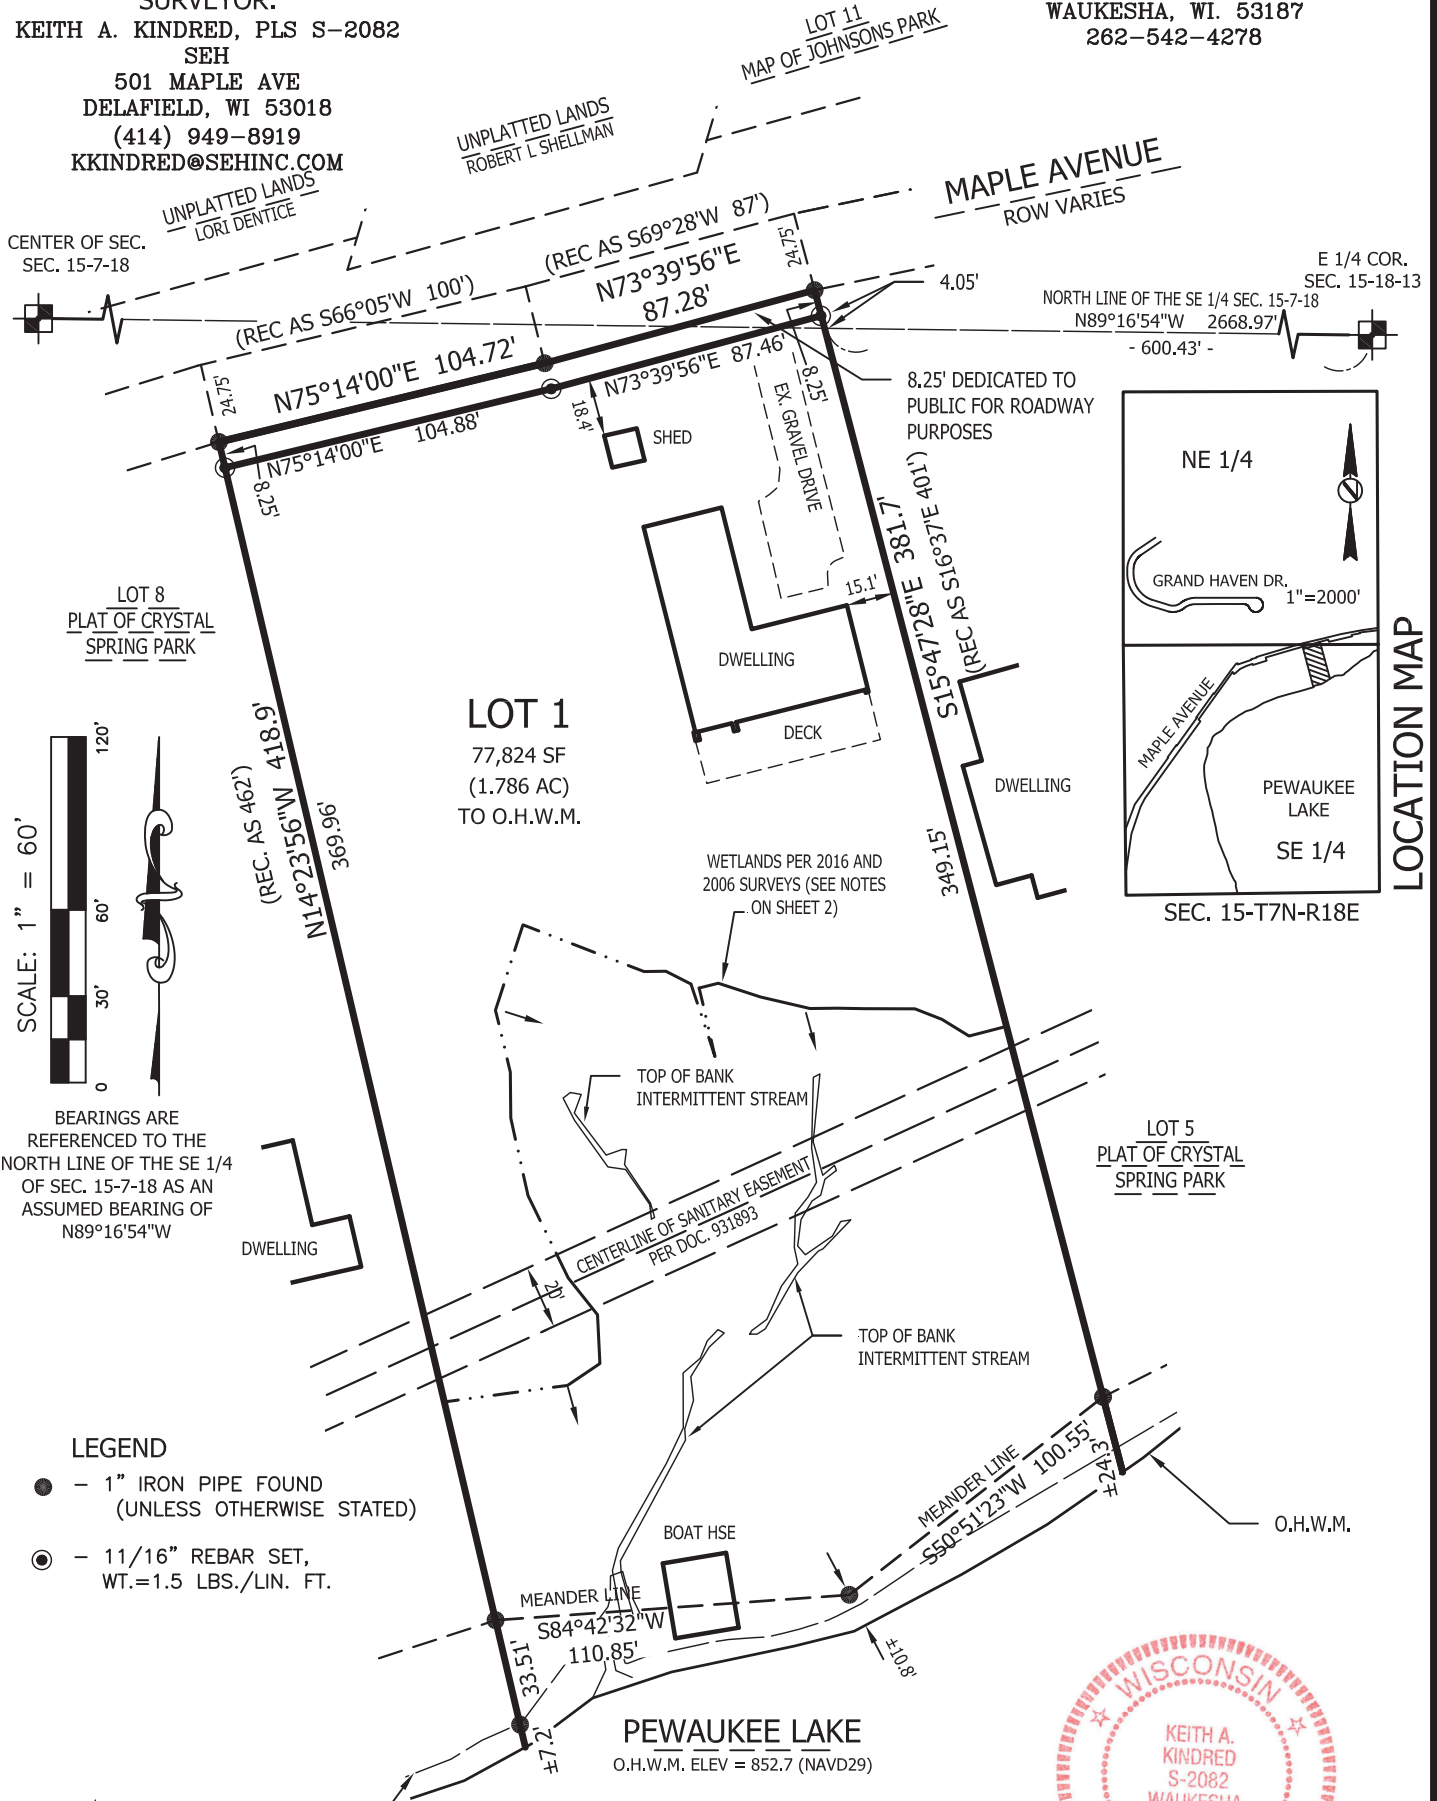 SURVEYOR:
KEITH A. KINDRED, PLS S-2082
SEH
501 MAPLE AVE
DELAFIELD, WI 53018
(414) 949-8919
KKINDRED@SEHINC.COM
WAUKESHA, WI. 53187
262-542-4278
LOT 11
MAP OF JOHNSONS PARK
UNPLATTED LANDS
ROBERT L SHELLMAN
UNPLATTED LANDS
LORI DENTICE
MAPLE AVENUE
ROW VARIES
CENTER OF SEC.
SEC. 15-7-18
E 1/4 COR.
SEC. 15-18-13
NORTH LINE OF THE SE 1/4 SEC. 15-7-18
N89°16'54"W 2668.97'
- 600.43' -
(REC AS S66°05'W 100')
(REC AS S69°28'W 87')
N75°14'00"E 104.72'
N73°39'56"E
87.28'
24.75'
24.75'
4.05'
N75°14'00"E 104.88'
N73°39'56"E 87.46'
8.25'
8.25'
18.4'
SHED
EX. GRAVEL DRIVE
8.25' DEDICATED TO
PUBLIC FOR ROADWAY
PURPOSES
NE 1/4
GRAND HAVEN DR.
1"=2000'
MAPLE AVENUE
PEWAUKEE
LAKE
SE 1/4
SEC. 15-T7N-R18E
LOCATION MAP
LOT 8
PLAT OF CRYSTAL
SPRING PARK
15.1'
S15°47'28"E 381.7'
(REC AS S16°37'E 401')
349.15'
DWELLING
DECK
DWELLING
LOT 1
77,824 SF
(1.786 AC)
TO O.H.W.M.
(REC. AS 462')
N14°23'56"W 418.9'
369.96'
SCALE: 1" = 60'
120'
60'
30'
0
BEARINGS ARE
REFERENCED TO THE
NORTH LINE OF THE SE 1/4
OF SEC. 15-7-18 AS AN
ASSUMED BEARING OF
N89°16'54"W
WETLANDS PER 2016 AND
2006 SURVEYS (SEE NOTES
ON SHEET 2)
TOP OF BANK
INTERMITTENT STREAM
LOT 5
PLAT OF CRYSTAL
SPRING PARK
CENTERLINE OF SANITARY EASEMENT
PER DOC. 931893
20'
DWELLING
TOP OF BANK
INTERMITTENT STREAM
LEGEND
- 1" IRON PIPE FOUND
(UNLESS OTHERWISE STATED)
- 11/16" REBAR SET,
WT.=1.5 LBS./LIN. FT.
MEANDER LINE
S50°51'23"W 100.55'
±24.3'
O.H.W.M.
BOAT HSE
MEANDER LINE
S84°42'32"W
110.85'
33.51'
±7.2'
±10.8'
PEWAUKEE LAKE
O.H.W.M. ELEV = 852.7 (NAVD29)
WISCONSIN
KEITH A.
KINDRED
S-2082
WAUKESHA